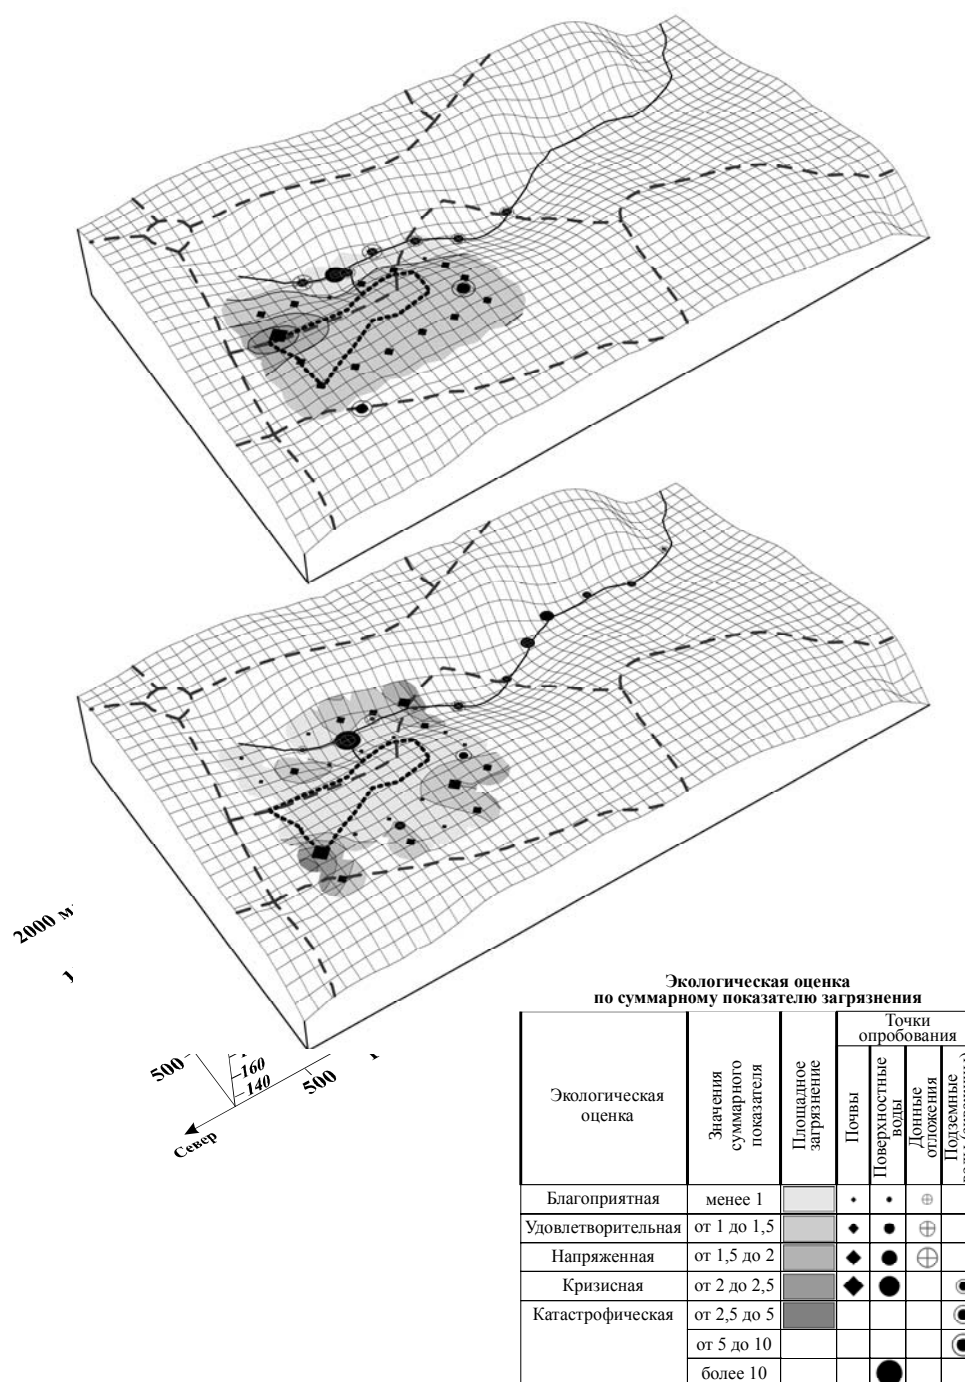 2000 м
500
160
140
500
Север
Экологическая оценка
по суммарному показателю загрязнения
Экологическая
оценка
Значения
суммарного
показателя
Площадное
загрязнение
Точки
опробования
Почвы
Поверхностные
воды
Донные
отложения
Подземные
Благоприятная
менее 1
Удовлетворительная
от 1 до 1,5
Напряженная
от 1,5 до 2
Кризисная
от 2 до 2,5
Катастрофическая
от 2,5 до 5
от 5 до 10
более 10